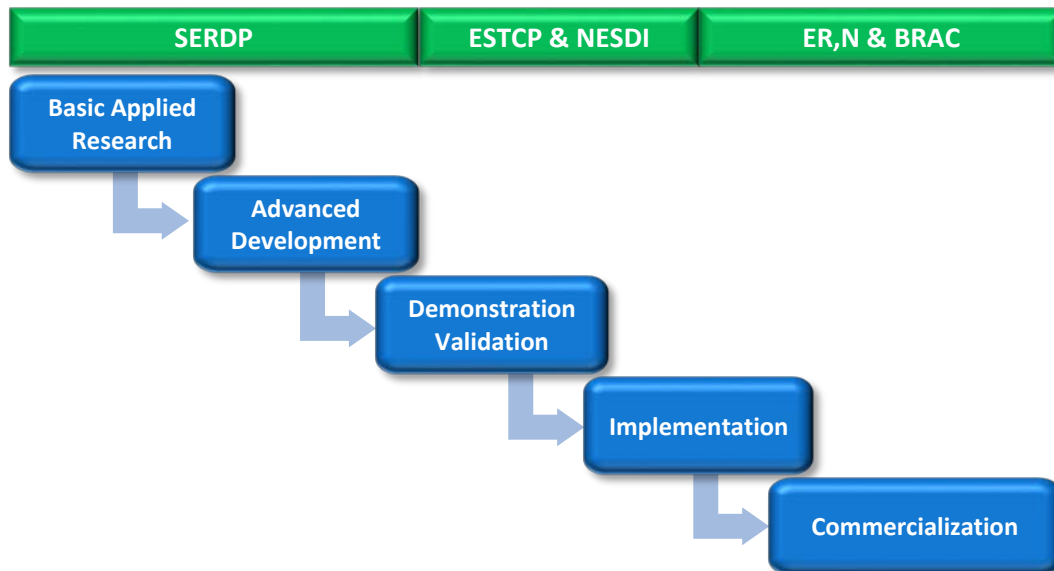 SERDP
ESTCP & NESDI
ER,N & BRAC
Basic Applied
Research
Advanced
Development
Demonstration
Validation
Implementation
Commercialization